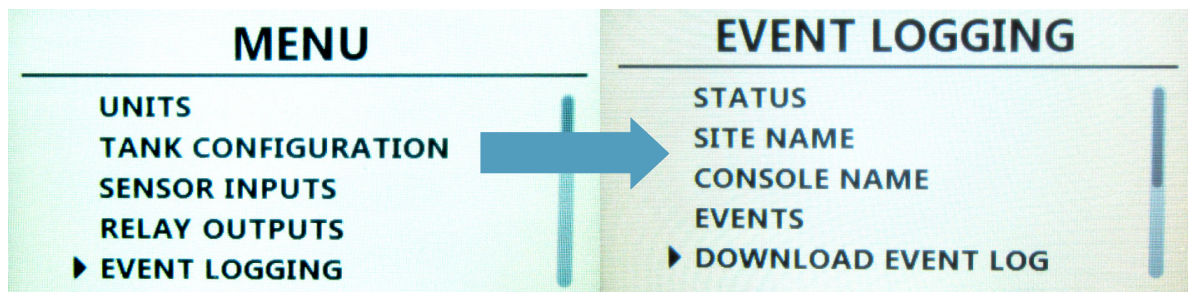 MENU
UNITS
TANK CONFIGURATION
SENSOR INPUTS
RELAY OUTPUTS
EVENT LOGGING
EVENT LOGGING
STATUS
SITE NAME
CONSOLE NAME
EVENTS
DOWNLOAD EVENT LOG